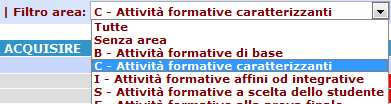 | Filtro area: C - Attività formative caratterizzanti
Tutte
Senza area
ACQUISIRE B - Attività formative di base
C - Attività formative caratterizzanti
I - Attività formative affini od integrative
S - Attività formative a scelta dello studente